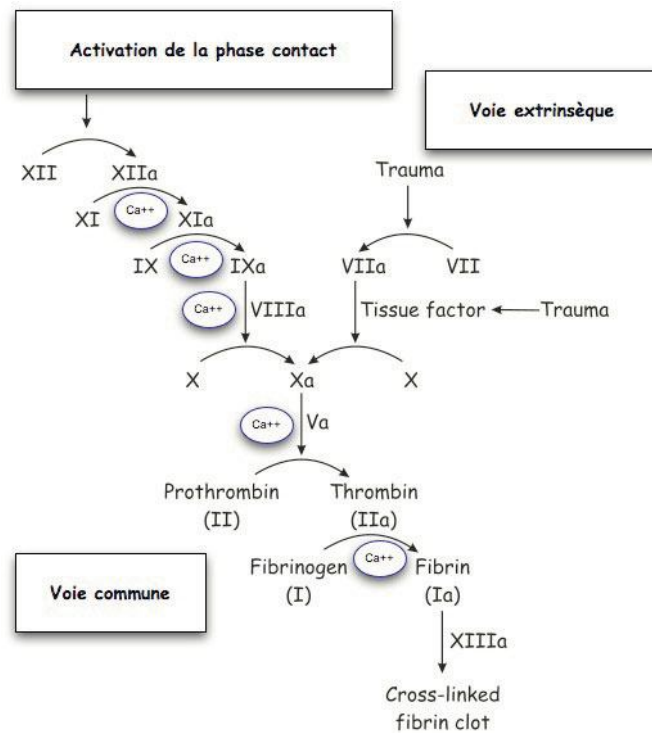 Activation de la phase contact
Voie extrinsèque
XII XIIa
Trauma
Ca++
XI XIa
Ca++
IX IXa
VIIa VII
Ca++
VIIIa
Tissue factor Trauma
X Xa X
Ca++
Va
Prothrombin Thrombin
(II) (IIa)
Ca++
Fibrinogen Fibrin
(I) (Ia)
Voie commune
XIIIa
Cross-linked
fibrin clot